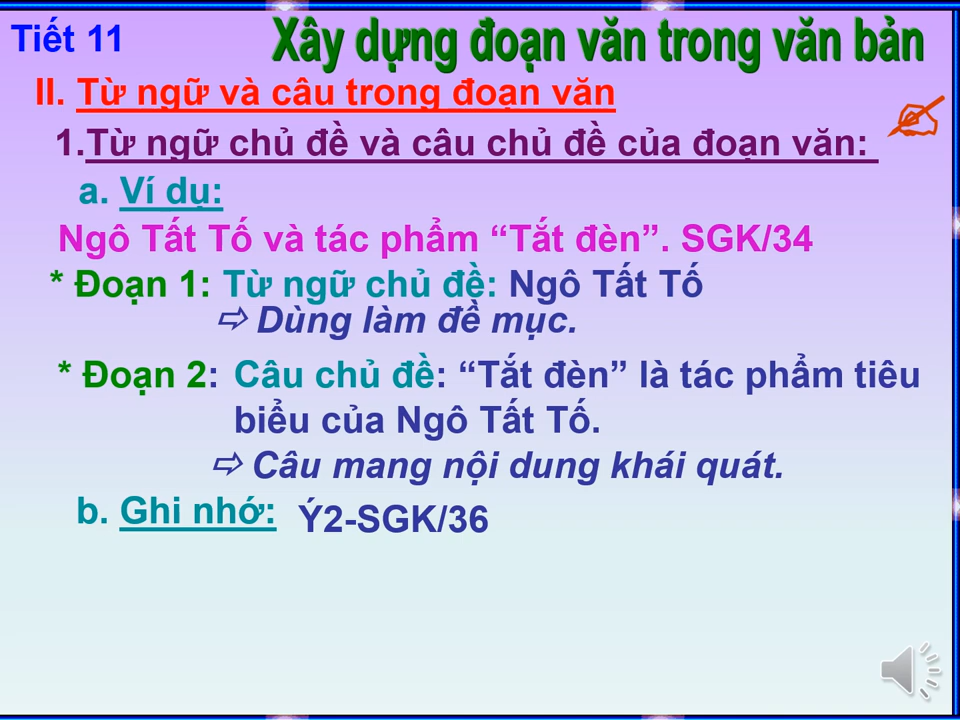 Tiết 11
Xây dựng đoạn văn trong văn bản
II. Từ ngữ và câu trong đoạn văn
1.Từ ngữ chủ đề và câu chủ đề của đoạn văn:
a. Ví dụ:
Ngô Tất Tố và tác phẩm “Tắt đèn”. SGK/34
* Đoạn 1: Từ ngữ chủ đề: Ngô Tất Tố
⇨ Dùng làm đề mục.
* Đoạn 2: Câu chủ đề: “Tắt đèn” là tác phẩm tiêu
biểu của Ngô Tất Tố.
⇨ Câu mang nội dung khái quát.
b. Ghi nhớ: Ý2-SGK/36